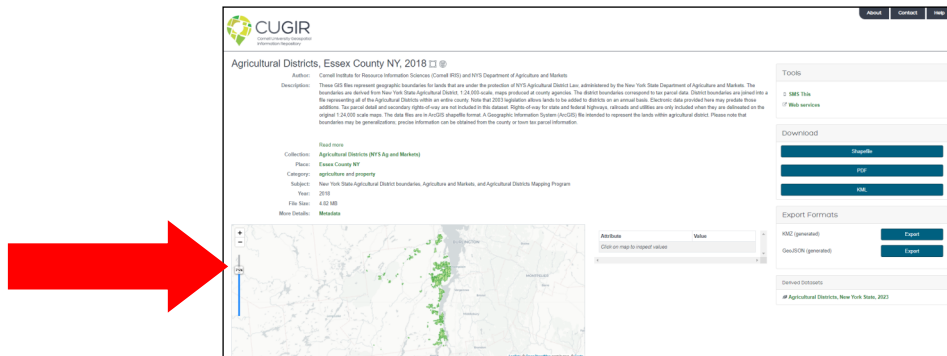 About Contact Help
CUGIR
Cornell University Geospatial
Information Repository
Agricultural Districts, Essex County NY, 2018
Author: Cornell Institute for Resource Information Sciences (Cornell IRIS) and NYS Department of Agriculture and Markets
Description: These GIS files represent geographic boundaries for lands that are under the protection of NYS Agricultural District Law, administered by the New York State Department of Agriculture and Markets. The
boundaries are derived from New York State Agricultural District, 1:24,000-scale, maps produced at county agencies. The district boundaries correspond to tax parcel data. District boundaries are joined into a
file representing all of the Agricultural Districts within an entire county. Note that 2003 legislation allows lands to be added to districts on an annual basis. Electronic data provided here may predate those
additions. Tax parcel detail and secondary rights-of-way are not included in this dataset. Rights-of-way for state and federal highways, railroads and utilities are only included when they are delineated on the
original 1:24,000 scale maps. The data files are in ArcGIS shapefile format. A Geographic Information System (ArcGIS) file intended to represent the lands within agricultural district. Please note that
boundaries may be generalizations; precise information can be obtained from the county or town tax parcel information.
Read more
Collection: Agricultural Districts (NYS Ag and Markets)
Place: Essex County NY
Category: agriculture and property
Subject: New York State Agricultural District boundaries, Agriculture and Markets, and Agricultural Districts Mapping Program
Year: 2018
File Size: 4.82 MB
More Details: Metadata
+
−
Attribute Value
Click on map to inspect values
Tools
SMS This
Web services
Download
Shapefile
PDF
KML
Export Formats
KMZ (generated) Export
GeoJSON (generated) Export
Derived Datasets
Agricultural Districts, New York State, 2023